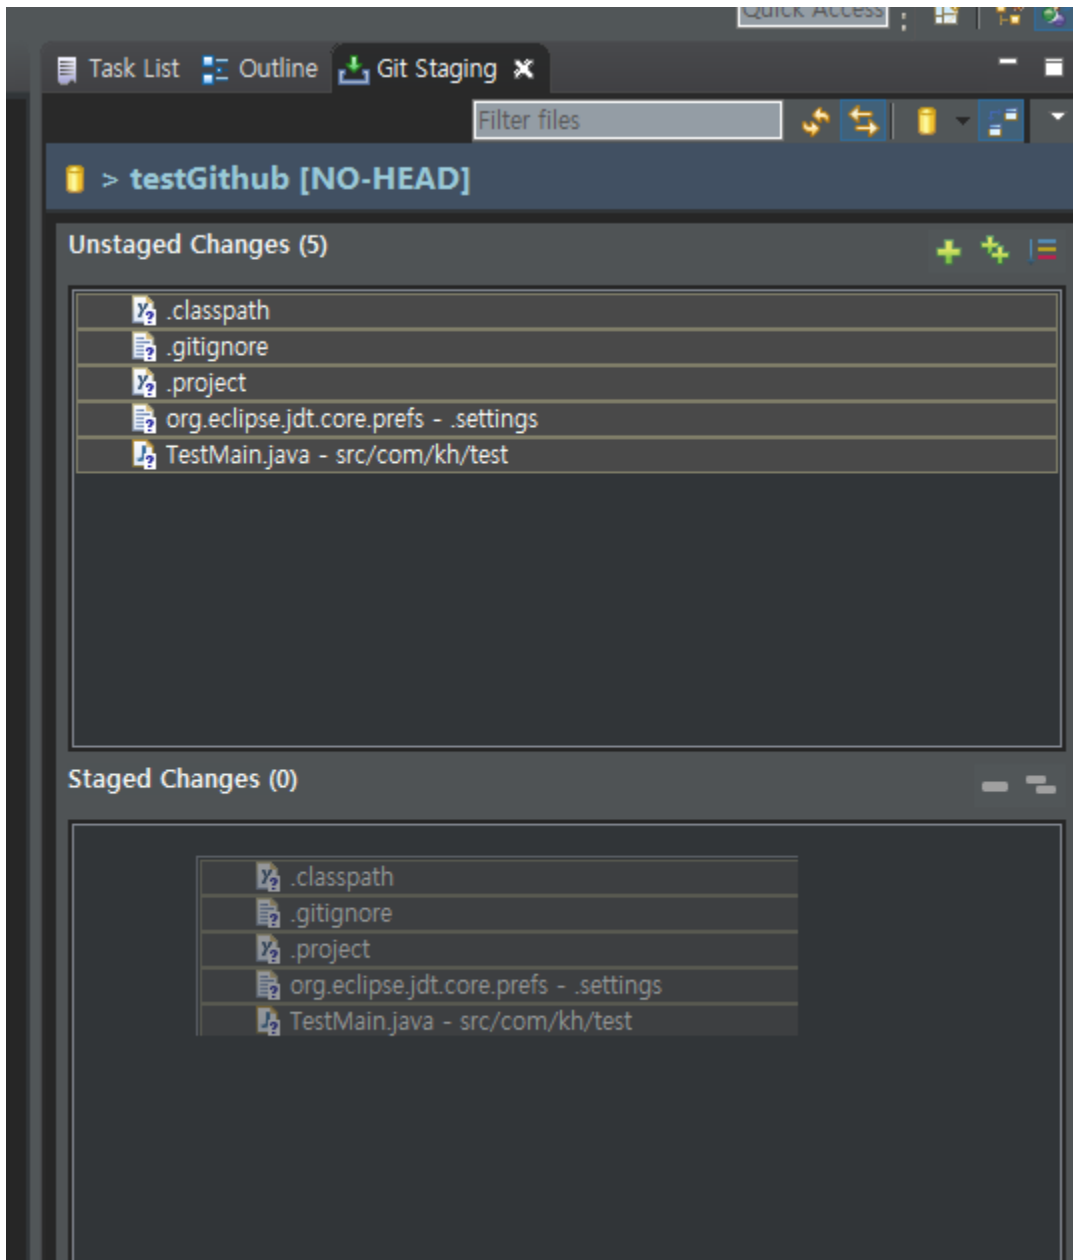 Quick Access
Task List Outline Git Staging
Filter files
> testGithub [NO-HEAD]
Unstaged Changes (5)
.classpath
.gitignore
.project
org.eclipse.jdt.core.prefs - .settings
TestMain.java - src/com/kh/test
Staged Changes (0)
.classpath
.gitignore
.project
org.eclipse.jdt.core.prefs - .settings
TestMain.java - src/com/kh/test